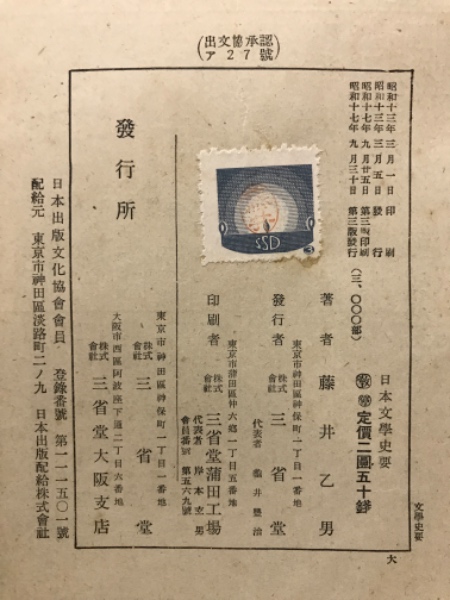 (出文協承認
ア27號)
昭和十三年三月一日印刷
昭和十三年三月五日發行
昭和十七年九月廿五日第三版印刷
昭和十七年九月三十日第三版發行
(三、〇〇〇部)
日本文學史要
定價二圓五十錢
著者 藤井乙男
東京市神田區神保町一丁目一番地
發行者 株式會社 三省堂
代表者 龜井豐治
東京市蒲田區仲六郷一丁目五番地
印刷者 株式會社 三省堂蒲田工場
代表者 岸本
會員番號 第五六九號
SSD
發行所
東京市神田區神保町一丁目一番地
株式會社 三省堂
大阪市西區阿波座下通二丁目六番地
株式會社 三省堂大阪支店
日本出版文化協會會員 登錄番號 第一一一五〇一號
配給元 東京市神田區淡路町二ノ九 日本出版配給株式會社
文學史要
大